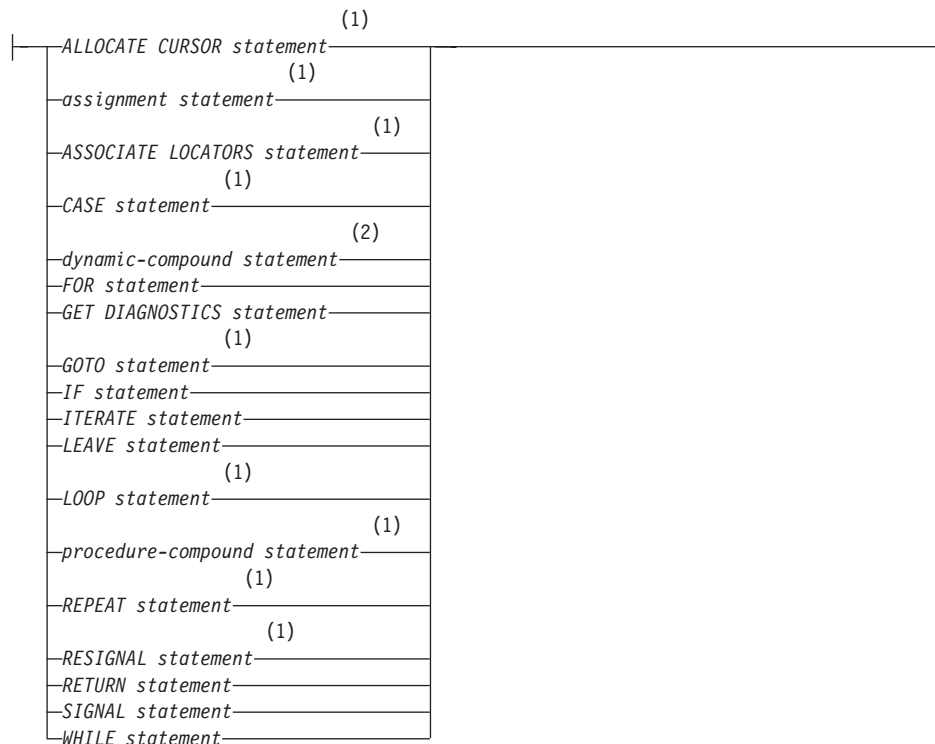 (1)
ALLOCATE CURSOR statement
(1)
assignment statement
(1)
ASSOCIATE LOCATORS statement
(1)
CASE statement
(2)
dynamic-compound statement
FOR statement
GET DIAGNOSTICS statement
(1)
GOTO statement
IF statement
ITERATE statement
LEAVE statement
(1)
LOOP statement
(1)
procedure-compound statement
(1)
REPEAT statement
(1)
RESIGNAL statement
RETURN statement
SIGNAL statement
WHILE statement